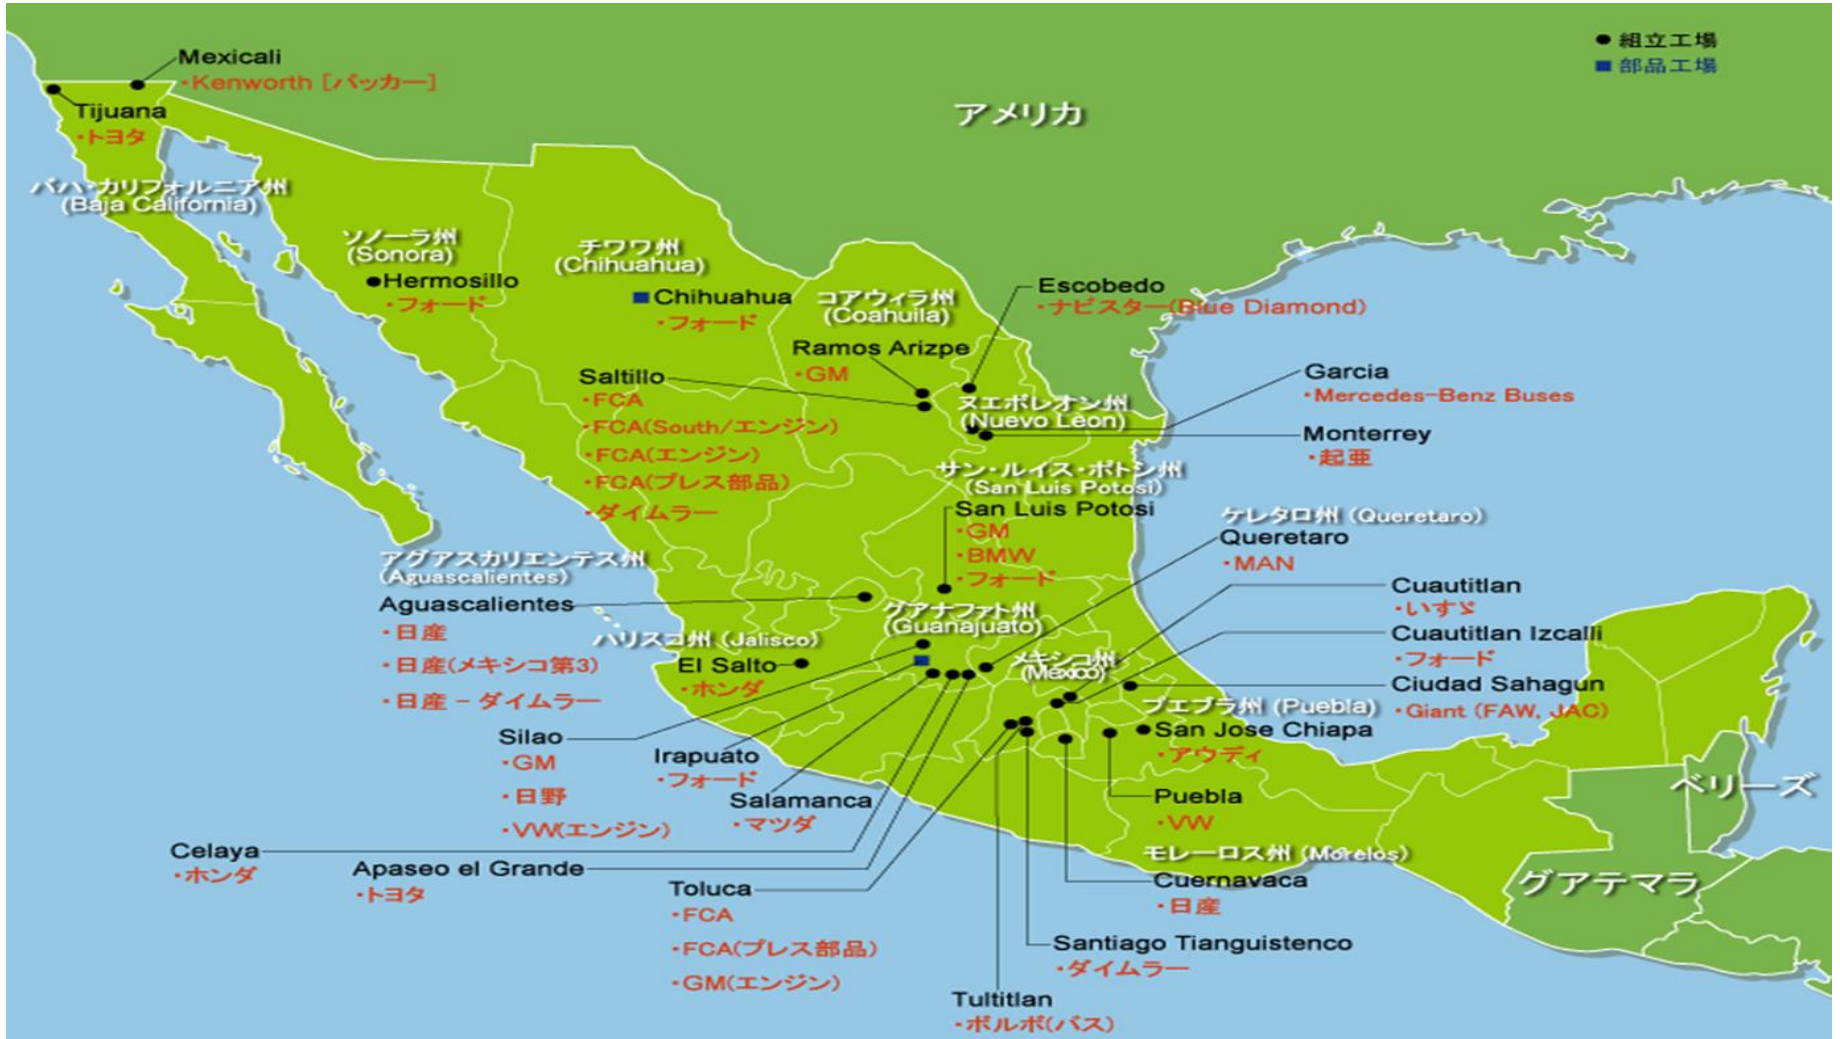 ● 組立工場
■ 部品工場
Mexicali
・Kenworth [パッカー]
Tijuana
・トヨタ
アメリカ
バハ・カリフォルニア州
(Baja California)
ソノーラ州
(Sonora)
Hermosillo
・フォード
チワワ州
(Chihuahua)
Chihuahua
・フォード
コアウィラ州
(Coahuila)
Escobedo
・ナビスター(Blue Diamond)
Ramos Arizpe
・GM
Saltillo
・FCA
・FCA(South/エンジン)
・FCA(エンジン)
・FCA(プレス部品)
・ダイムラー
Garcia
・Mercedes-Benz Buses
ヌエボレオン州
(Nuevo Lèon)
Monterrey
・起亜
サン・ルイス・ポトシ州
(San Luis Potosi)
San Luis Potosi
・GM
・BMW
・フォード
ケレタロ州 (Queretaro)
Queretaro
・MAN
アグアスカリエンテス州
(Aguascalientes)
Aguascalientes
・日産
・日産(メキシコ第3)
・日産 - ダイムラー
Cuautitlan
・いすゞ
グアナファト州
(Guanajuato)
Cuautitlan Izcalli
・フォード
ハリスコ州 (Jalisco)
El Salto
・ホンダ
メキシコ州
(México)
Ciudad Sahagun
・Giant (FAW, JAC)
プエブラ州 (Puebla)
San Jose Chiapa
・アウディ
Silao
・GM
・日野
・VW(エンジン)
Irapuato
・フォード
Salamanca
・マツダ
Puebla
・VW
ベリーズ
Celaya
・ホンダ
Apaseo el Grande
・トヨタ
モレーロス州 (Morelos)
Cuernavaca
・日産
グアテマラ
Toluca
・FCA
・FCA(プレス部品)
・GM(エンジン)
Santiago Tianguistenco
・ダイムラー
Tultitlan
・ボルボ(バス)